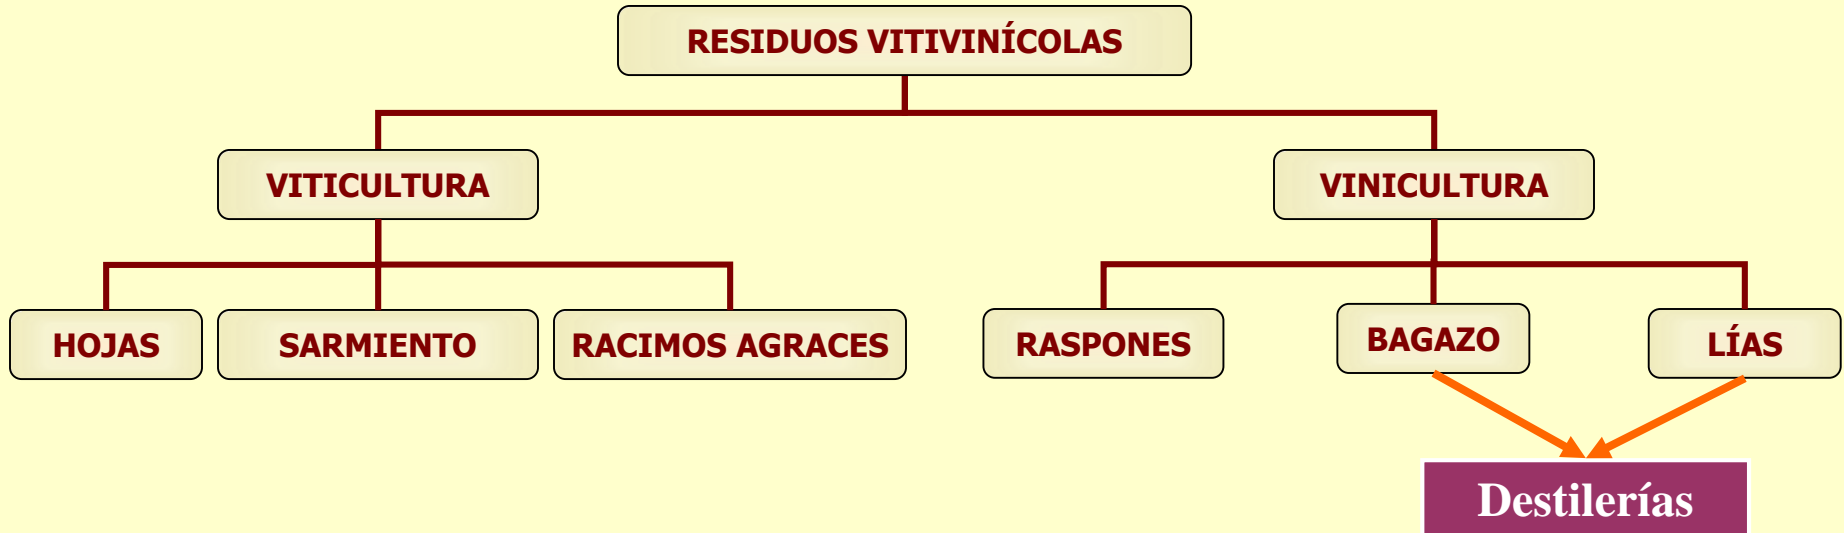 RESIDUOS VITIVINÍCOLAS
VITICULTURA
VINICULTURA
HOJAS
SARMIENTO
RACIMOS AGRACES
RASPONES
BAGAZO
LÍAS
Destilerías